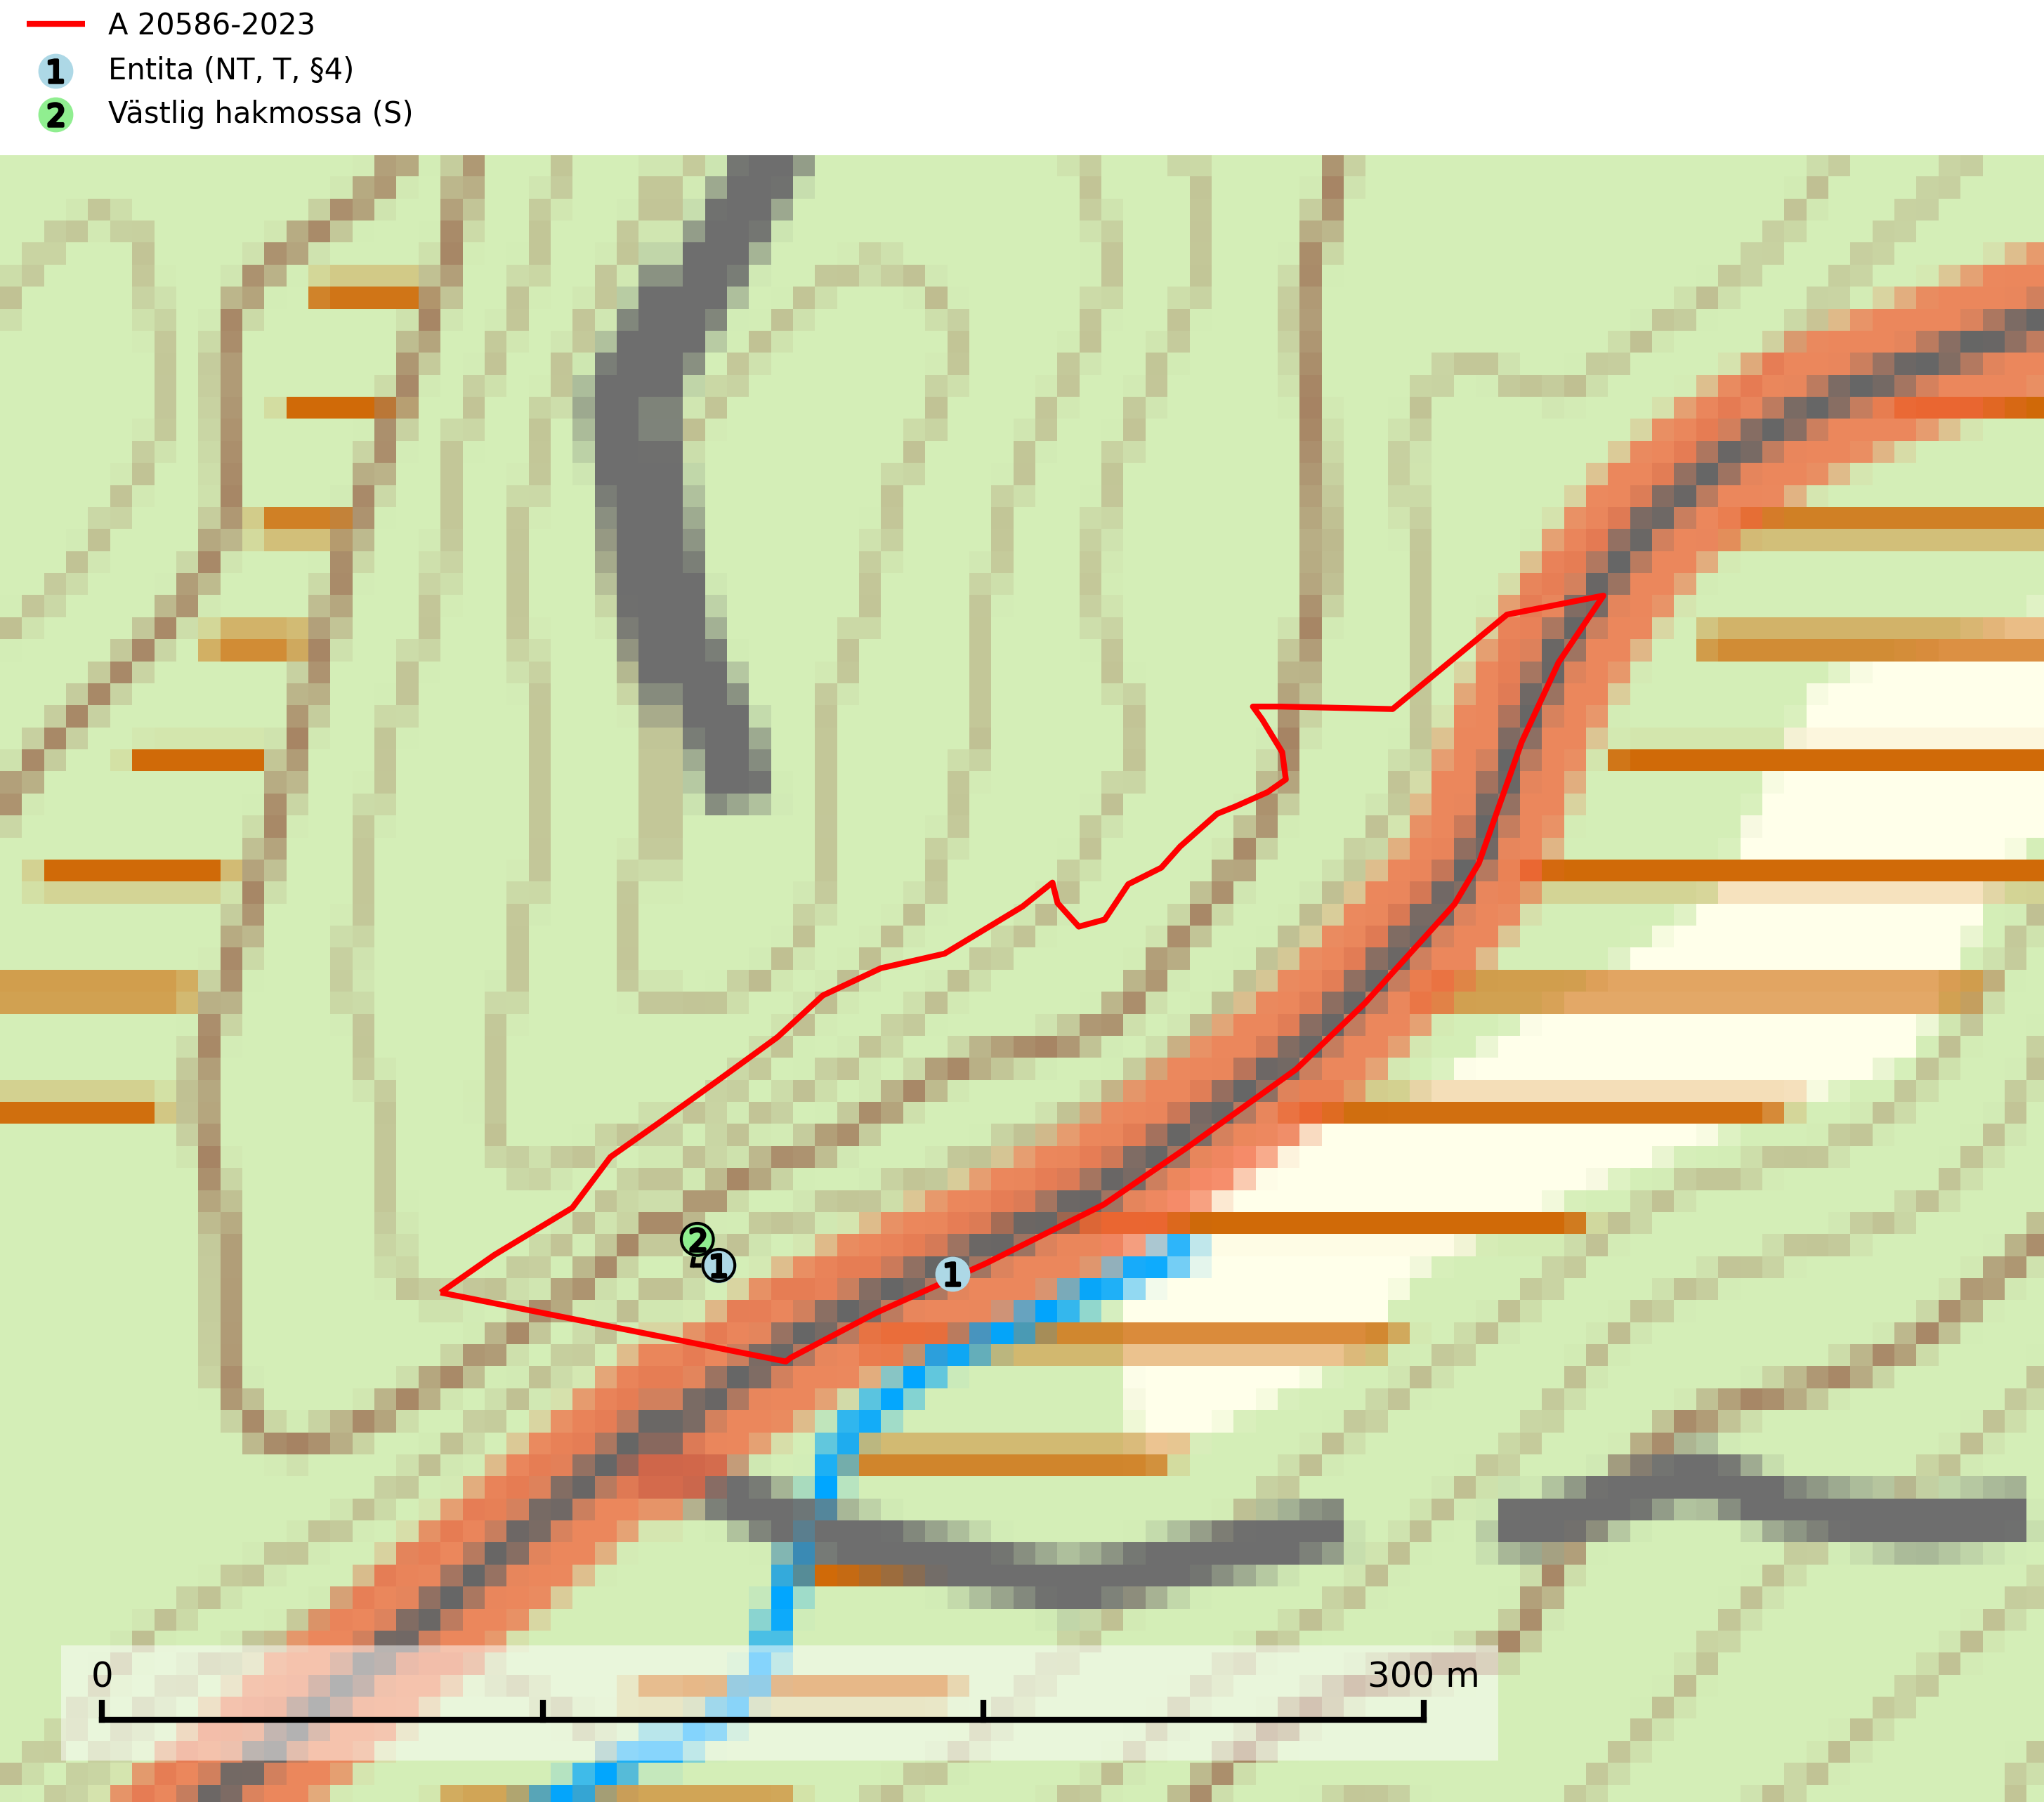 A 20586-2023
1 Entita (NT, T, §4)
2 Västlig hakmossa (S)
2
1
1
0 300 m